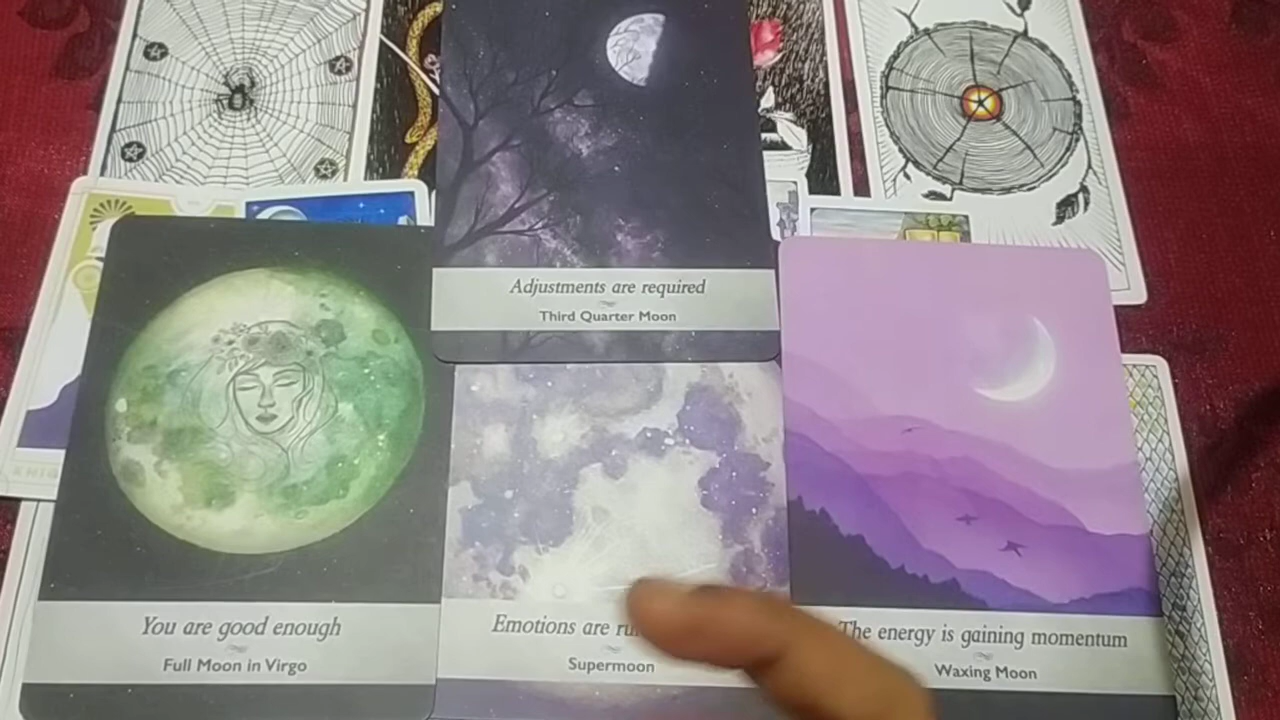 Adjustments are required
Third Quarter Moon
You are good enough
Full Moon in Virgo
Emotions are
Supermoon
The energy is gaining momentum
Waxing Moon